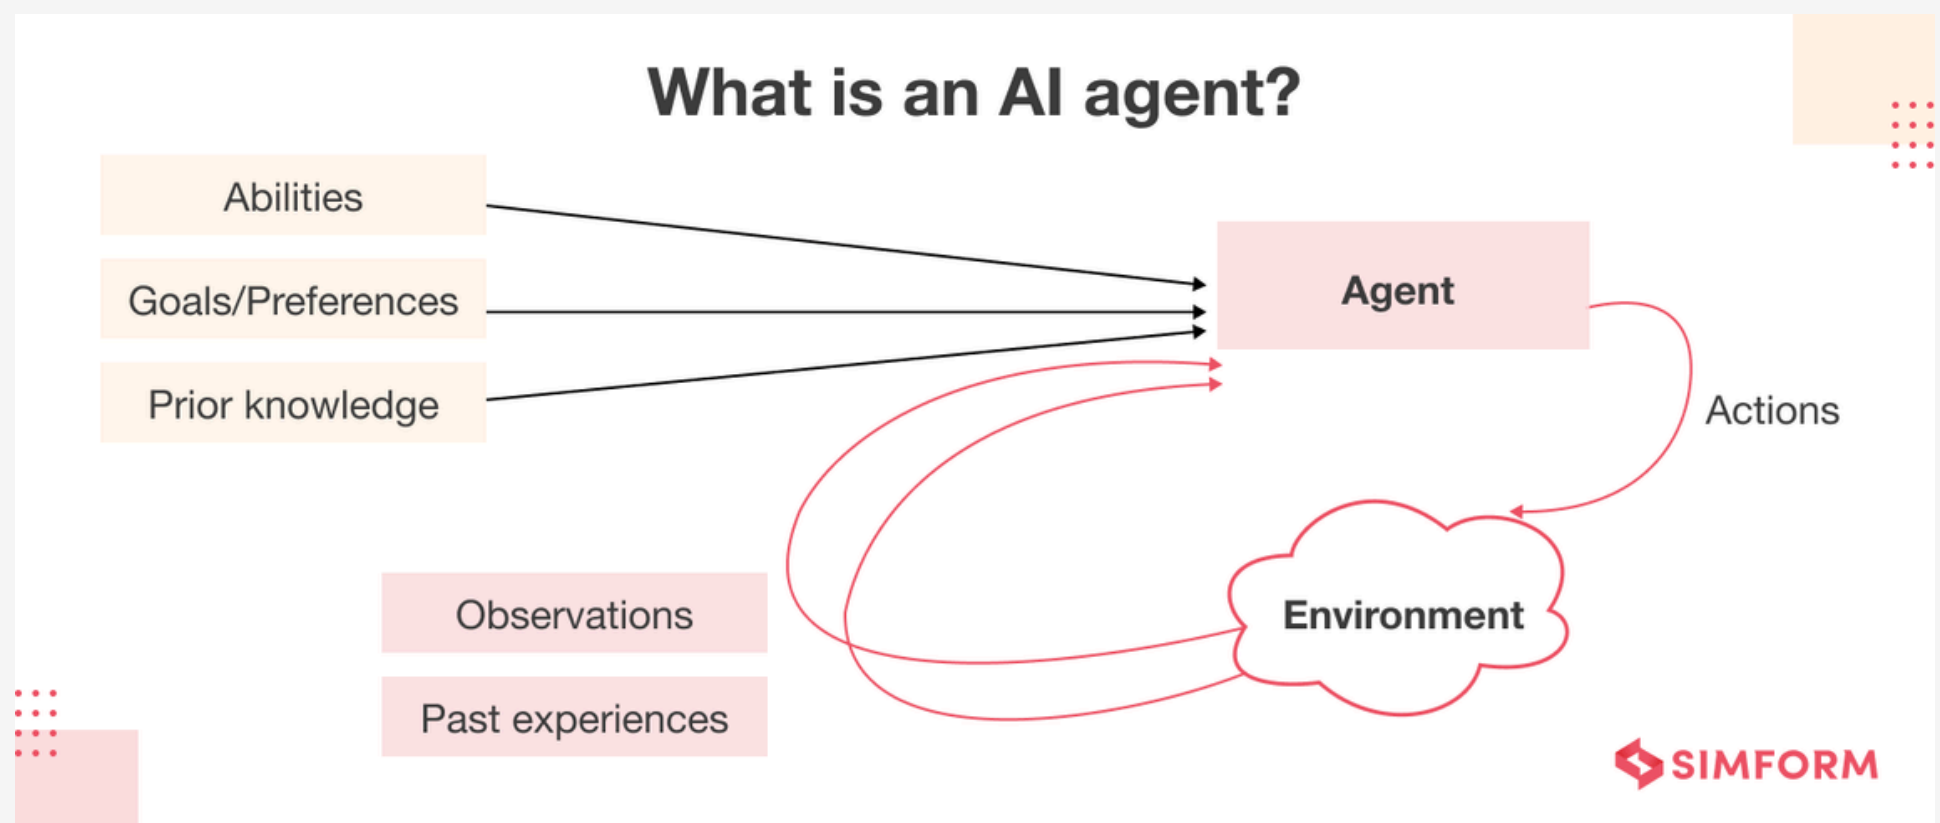 What is an AI agent?
Abilities
Goals/Preferences
Prior knowledge
Agent
Actions
Observations
Past experiences
Environment
SIMFORM